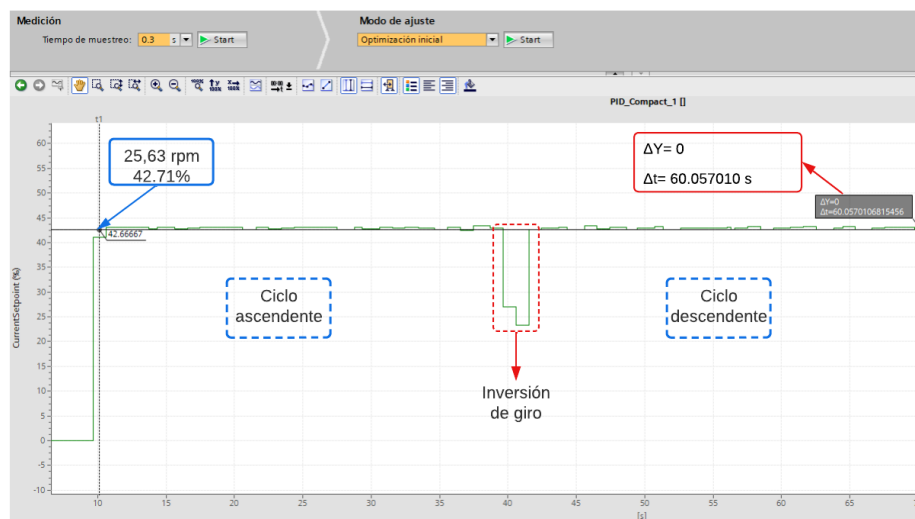 Medición
Modo de ajuste
Tiempo de muestreo: 0.3 s Start
Optimización inicial Start
PID_Compact_1 []
t1
25,63 rpm
42.71%
ΔY= 0
Δt= 60.057010 s
ΔY=0
Δt=60.0570106815456
42.66667
CurrentSetpoint (%)
60
55
50
45
40
35
30
25
20
15
10
5
0
-5
-10
Ciclo
ascendente
Ciclo
descendente
Inversión
de giro
10 15 20 25 30 35 40 45 50 55 60 65 70
[s]